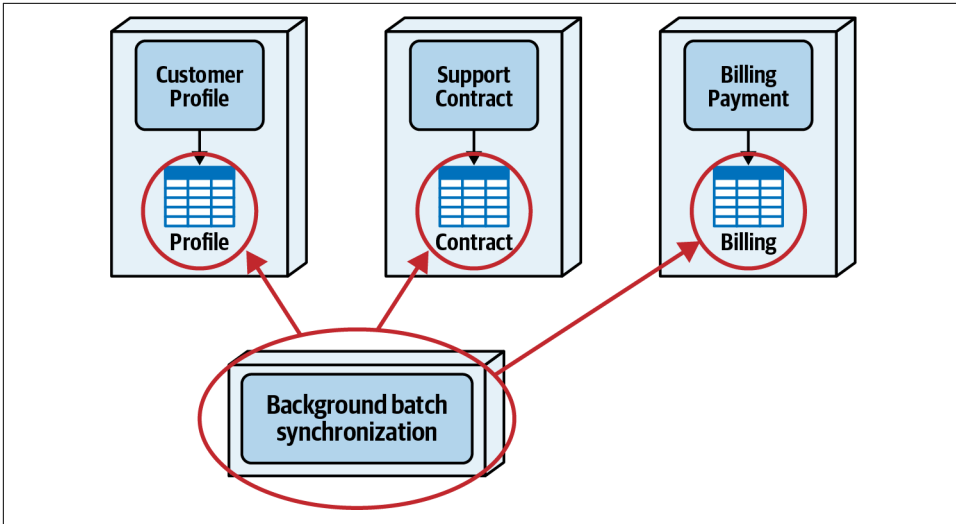 Customer
Profile
Support
Contract
Billing
Payment
Profile
Contract
Billing
Background batch
synchronization